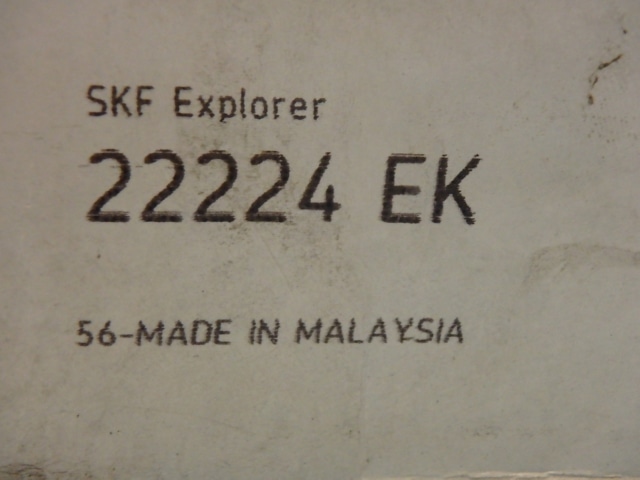 SKF Explorer
22224 EK
56-MADE IN MALAYSIA